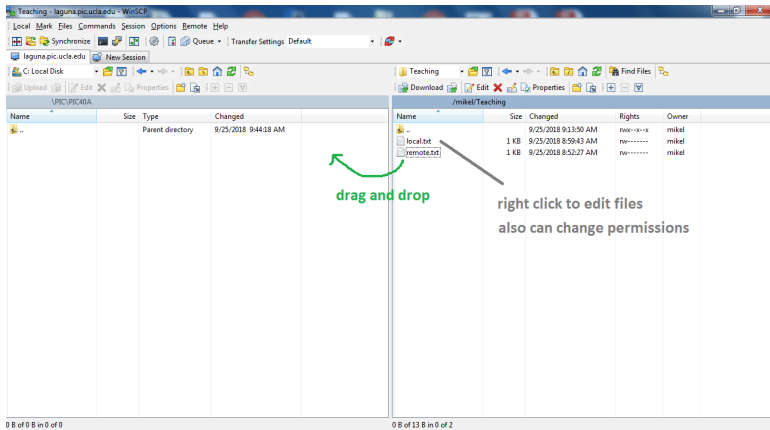 Teaching - laguna.pic.ucla.edu - WinSCP
Local Mark Files Commands Session Options Remote Help
Synchronize Queue Transfer Settings Default
laguna.pic.ucla.edu New Session
C: Local Disk
Teaching Find Files
Upload Edit Properties
Download Edit Properties
\PIC\PIC40A
/mikel/Teaching
Name Size Type Changed
Name Size Changed Rights Owner
.. Parent directory 9/25/2018 9:44:18 AM
.. 9/25/2018 9:13:50 AM rwx--x--x mikel
local.txt 1 KB 9/25/2018 8:59:43 AM rw------- mikel
remote.txt 1 KB 9/25/2018 8:52:27 AM rw------- mikel
drag and drop
right click to edit files
also can change permissions
0 B of 0 B in 0 of 0
0 B of 13 B in 0 of 2